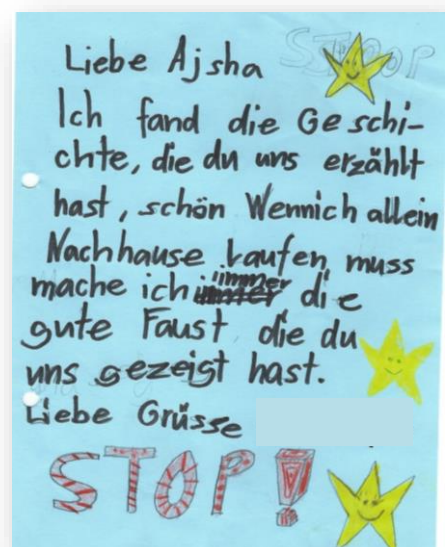 Liebe Ajsha
STOOP
Ich fand die Geschi-
chte, die du uns erzählt
hast, schön Wennich allein
Nachhause Laufen muss
mache ich immer die
gute Faust die du
uns gezeigt hast.
Liebe Grüsse
STOP!